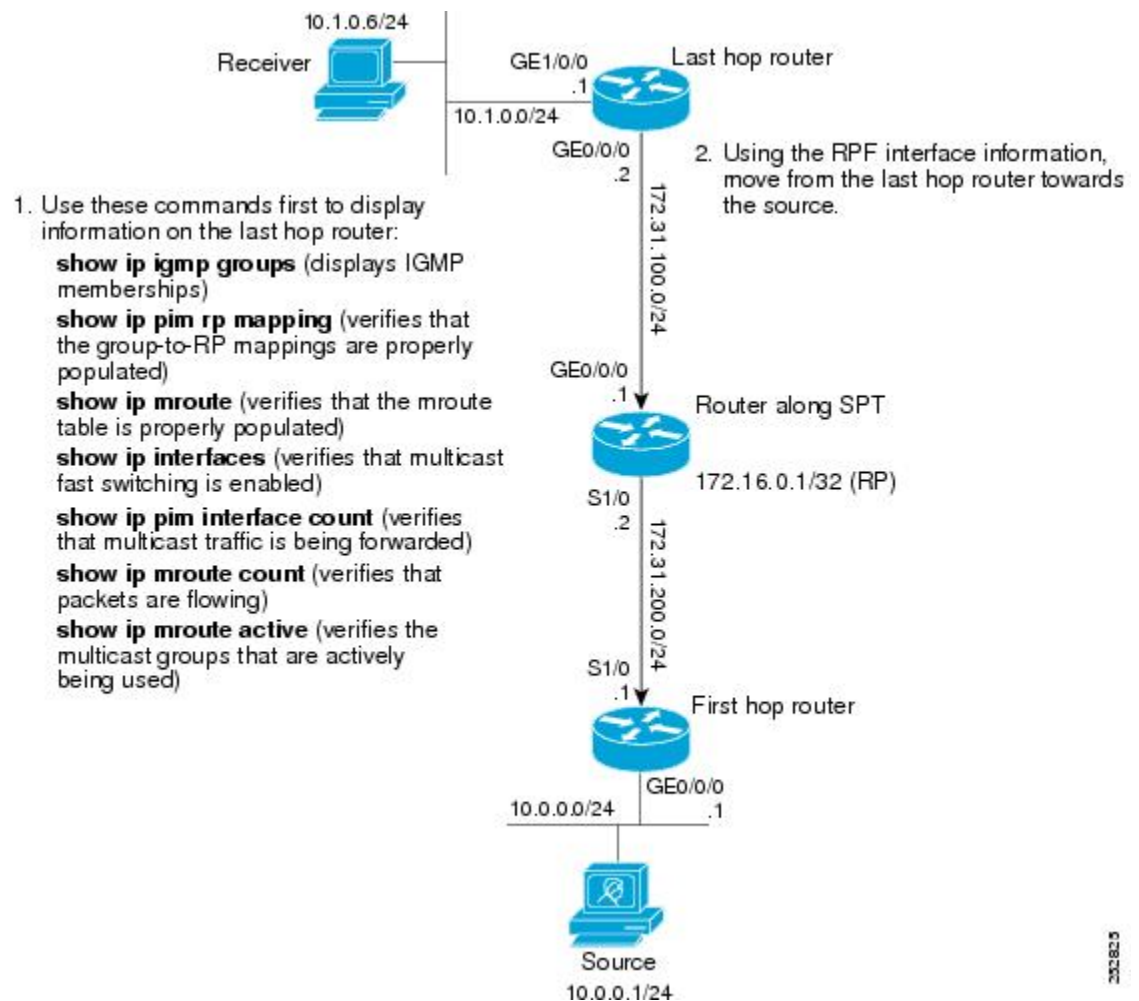 10.1.0.6/24
Receiver
GE1/0/0
.1
Last hop router
10.1.0.0/24
GE0/0/0
.2
2. Using the RPF interface information,
move from the last hop router towards
the source.
172.31.100.0/24
1. Use these commands first to display
information on the last hop router:
show ip igmp groups (displays IGMP
memberships)
show ip pim rp mapping (verifies that
the group-to-RP mappings are properly
populated)
show ip mroute (verifies that the mroute
table is properly populated)
show ip interfaces (verifies that multicast
fast switching is enabled)
show ip pim interface count (verifies
that multicast traffic is being forwarded)
show ip mroute count (verifies that
packets are flowing)
show ip mroute active (verifies the
multicast groups that are actively
being used)
GE0/0/0
.1
Router along SPT
172.16.0.1/32 (RP)
S1/0
.2
172.31.200.0/24
S1/0
.1
First hop router
GE0/0/0
.1
10.0.0.0/24
Source
10.0.0.1/24
252825